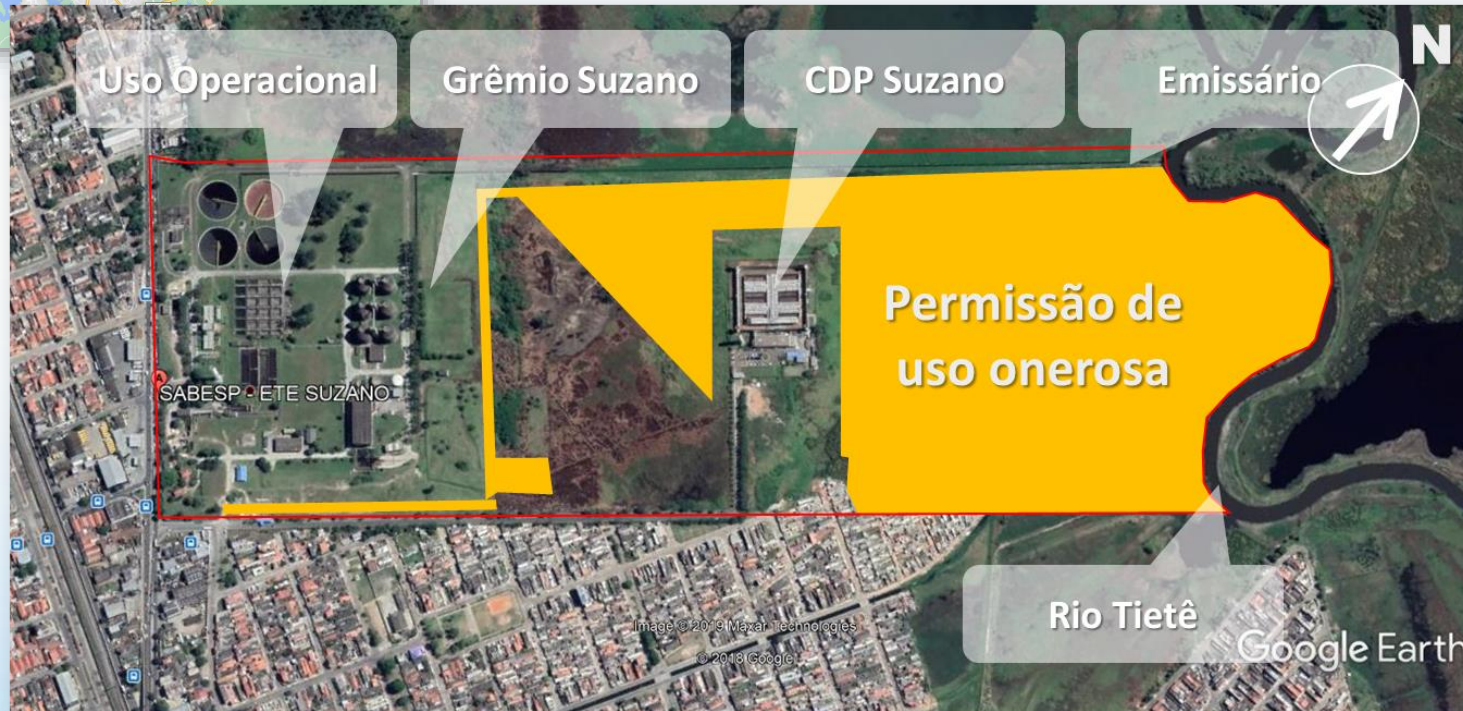 Uso Operacional
Grêmio Suzano
CDP Suzano
Emissário
N
Permissão de
uso onerosa
A
SABESP - ETE SUZANO
Rio Tietê
Image © 2019 Maxar Technologies
© 2018 Google
Google Earth